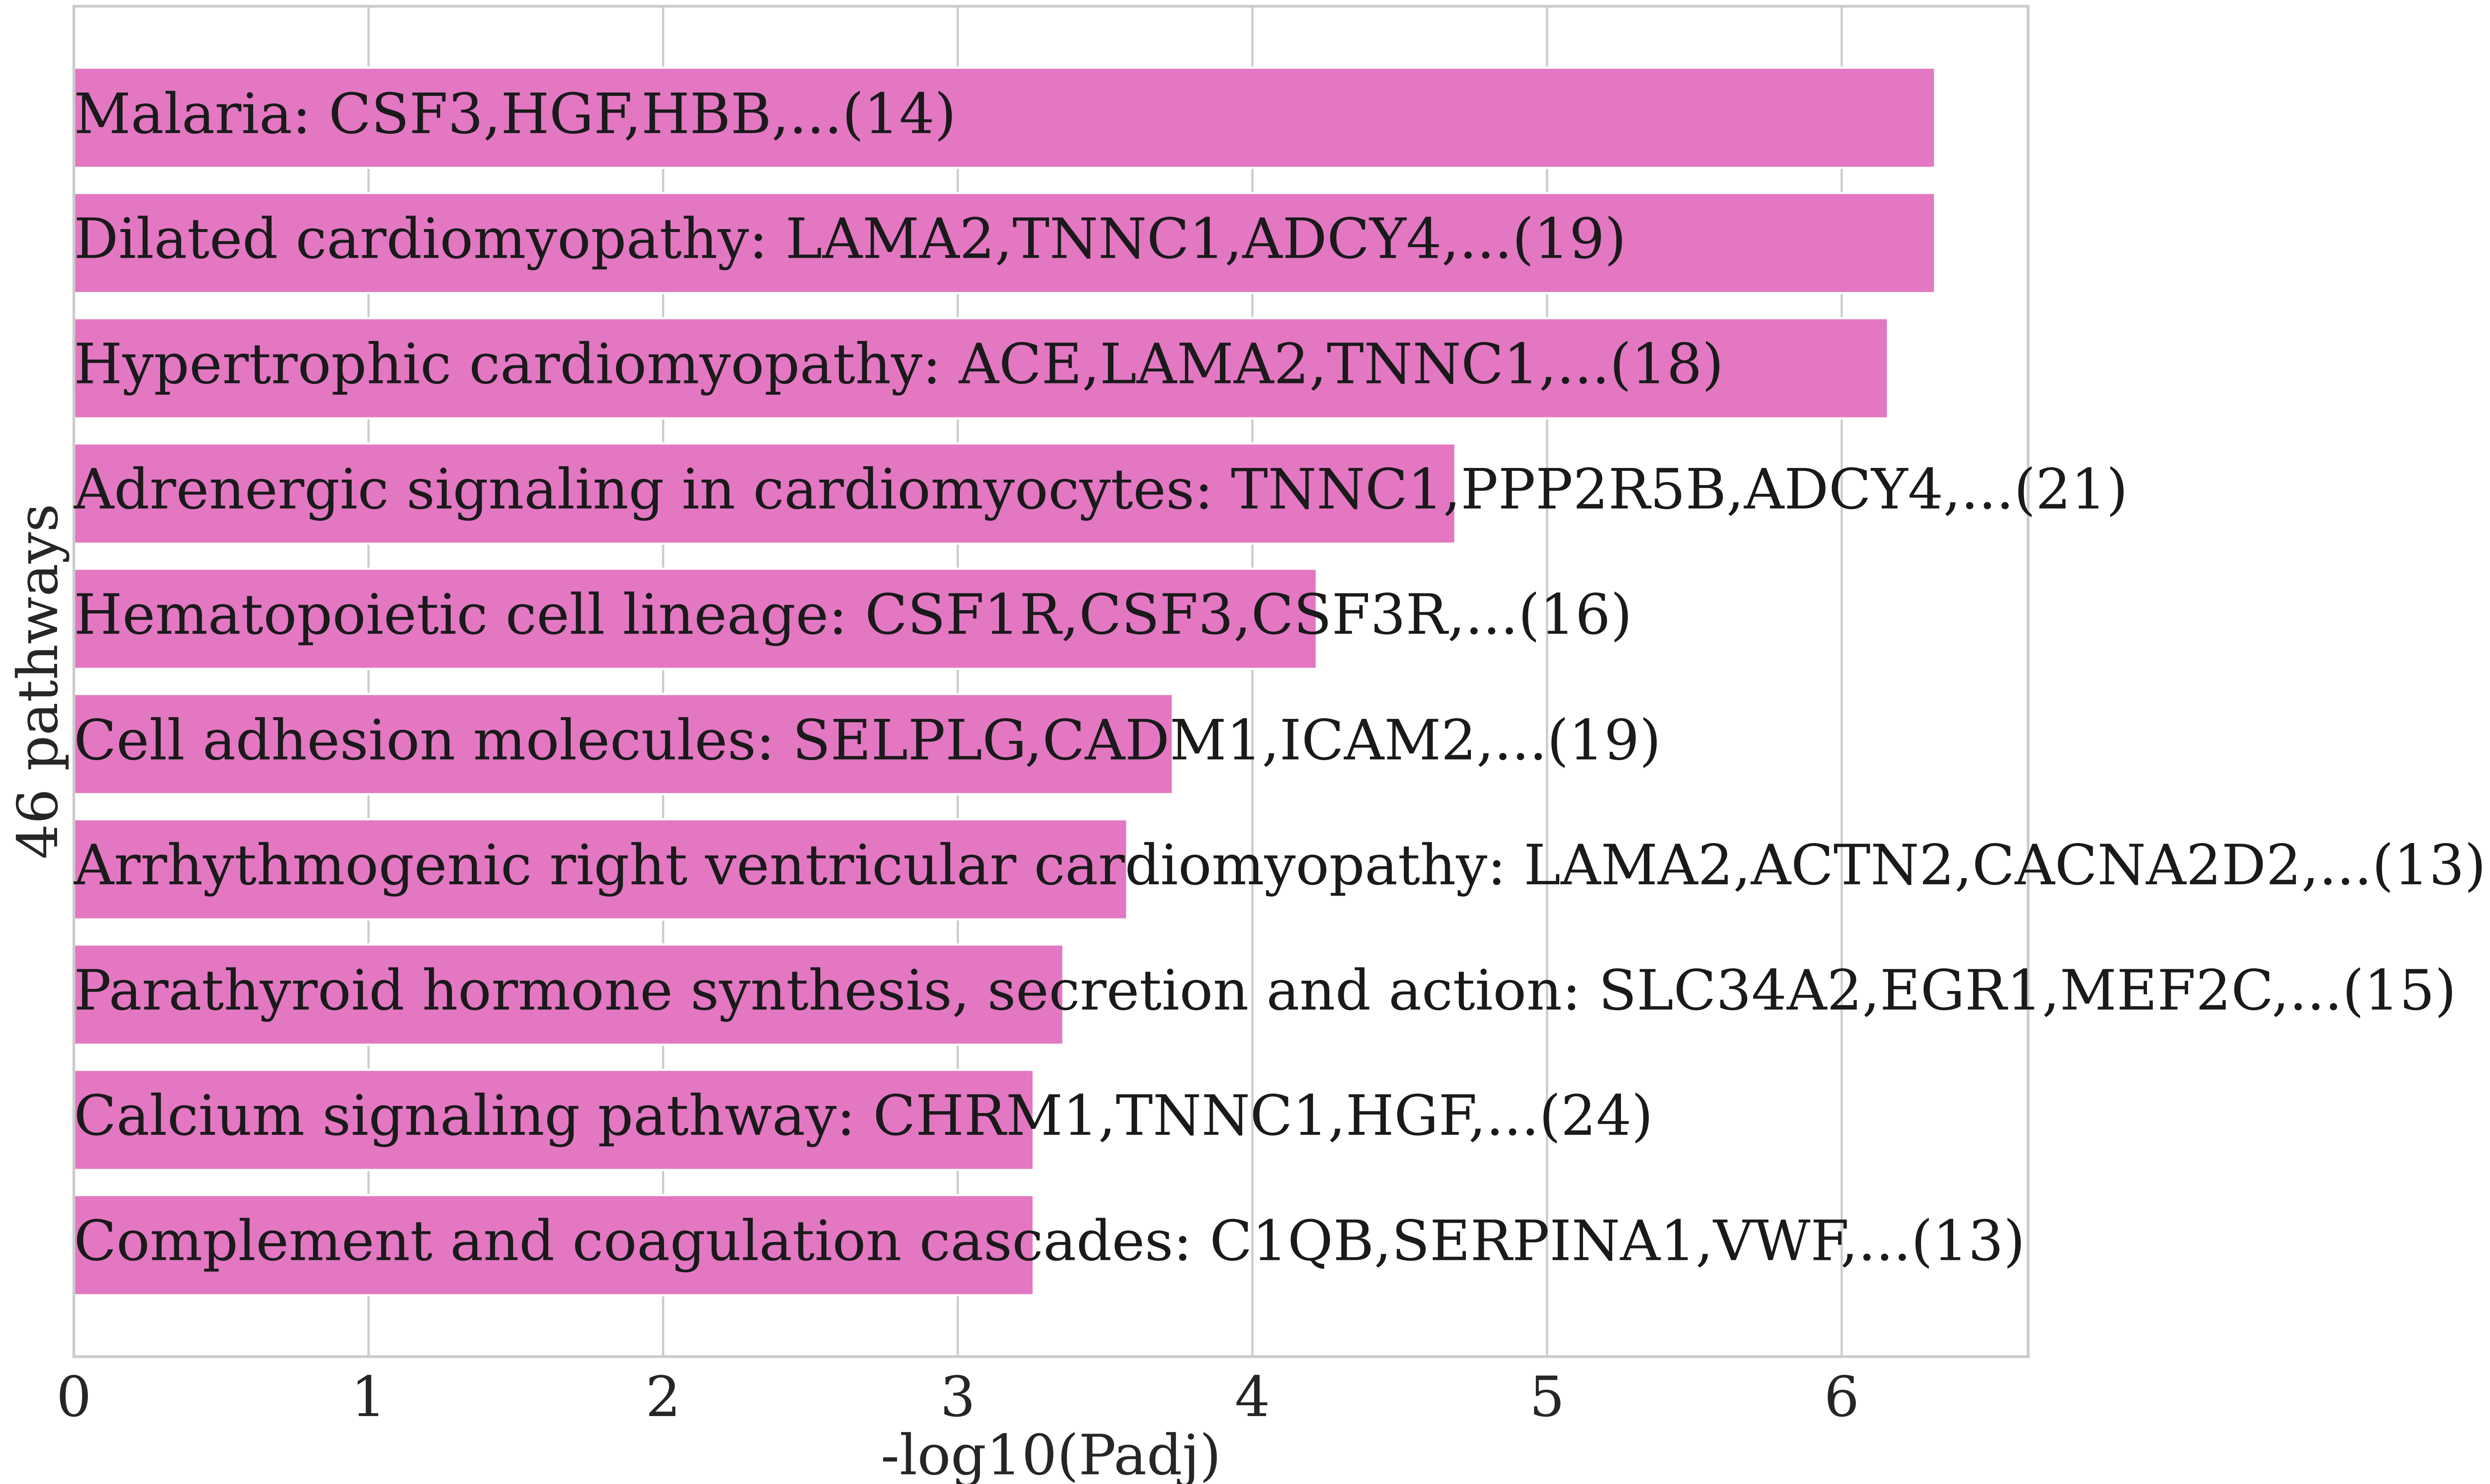 Malaria: CSF3,HGF,HBB,...(14)
Dilated cardiomyopathy: LAMA2,TNNC1,ADCY4,...(19)
Hypertrophic cardiomyopathy: ACE,LAMA2,TNNC1,...(18)
Adrenergic signaling in cardiomyocytes: TNNC1,PPP2R5B,ADCY4,...(21)
Hematopoietic cell lineage: CSF1R,CSF3,CSF3R,...(16)
Cell adhesion molecules: SELPLG,CADM1,ICAM2,...(19)
Arrhythmogenic right ventricular cardiomyopathy: LAMA2,ACTN2,CACNA2D2,...(13)
Parathyroid hormone synthesis, secretion and action: SLC34A2,EGR1,MEF2C,...(15)
Calcium signaling pathway: CHRM1,TNNC1,HGF,...(24)
Complement and coagulation cascades: C1QB,SERPINA1,VWF,...(13)
46 pathways
0 1 2 3 4 5 6
-log10(Padj)